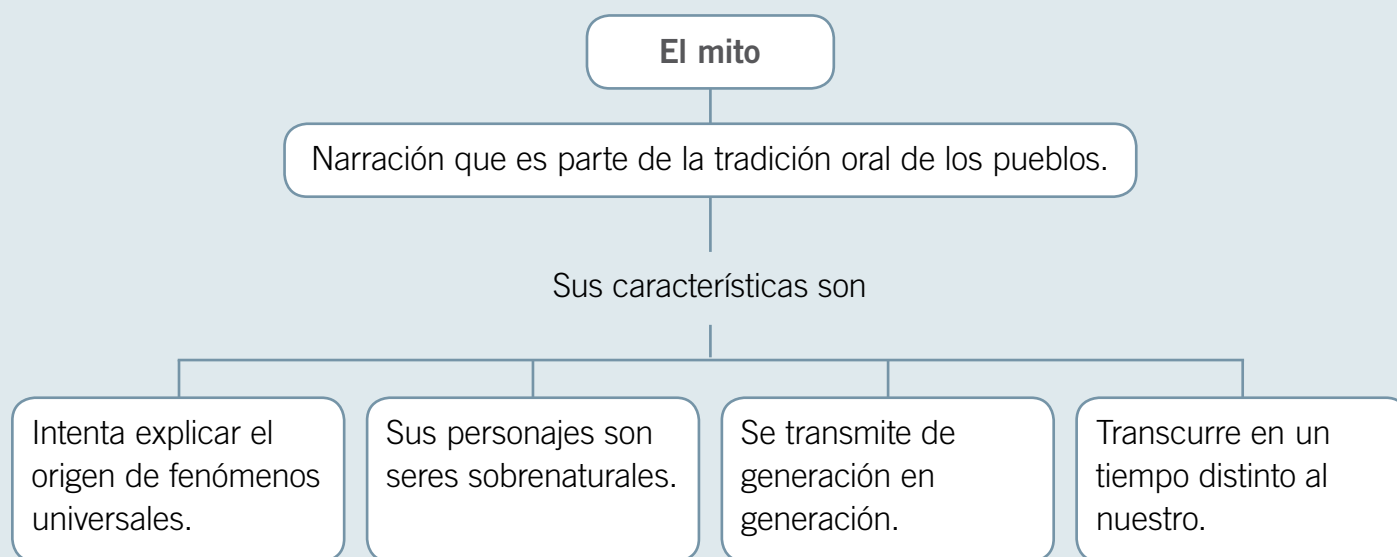 El mito
Narración que es parte de la tradición oral de los pueblos.
Sus características son
Intenta explicar el
origen de fenómenos
universales.
Sus personajes son
seres sobrenaturales.
Se transmite de
generación en
generación.
Transcurre en un
tiempo distinto al
nuestro.